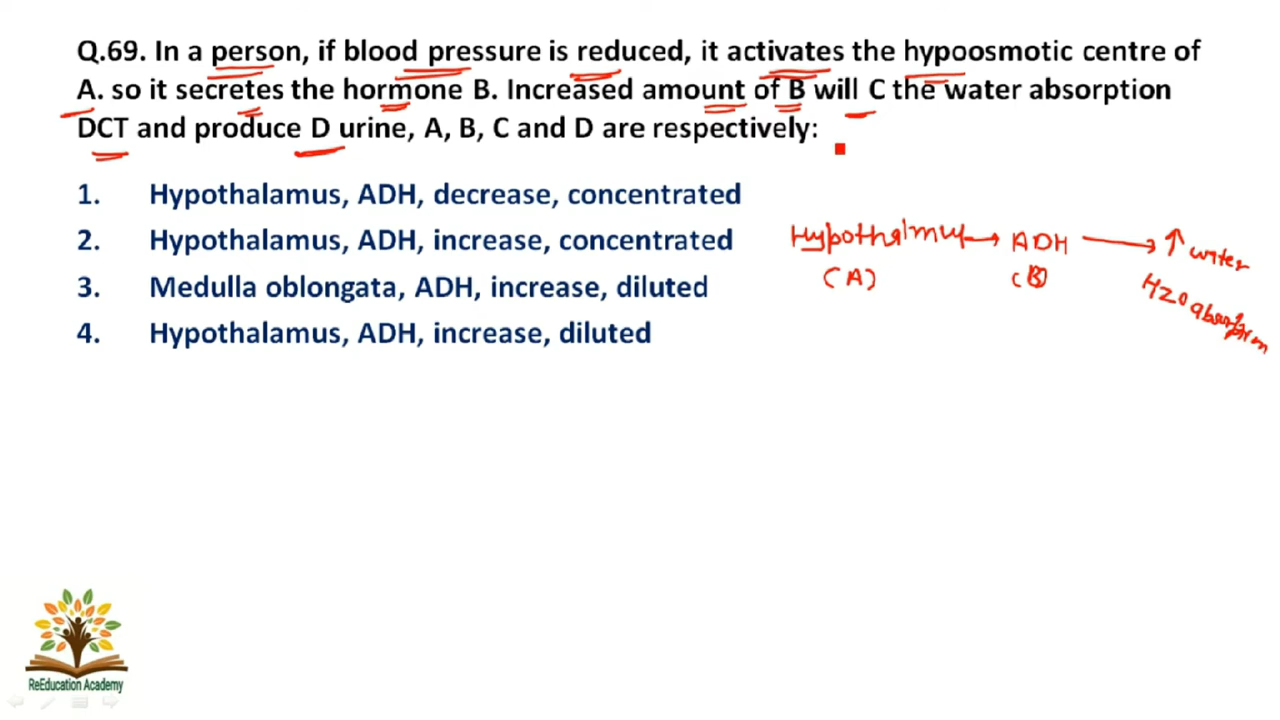 Q.69. In a person, if blood pressure is reduced, it activates the hypoosmotic centre of
A. so it secretes the hormone B. Increased amount of B will C the water absorption
DCT and produce D urine, A, B, C and D are respectively:
1. Hypothalamus, ADH, decrease, concentrated
2. Hypothalamus, ADH, increase, concentrated
3. Medulla oblongata, ADH, increase, diluted
4. Hypothalamus, ADH, increase, diluted
Hypothalmus → ADH → ↑ water
(A) (B) H2O absorption
ReEducation Academy